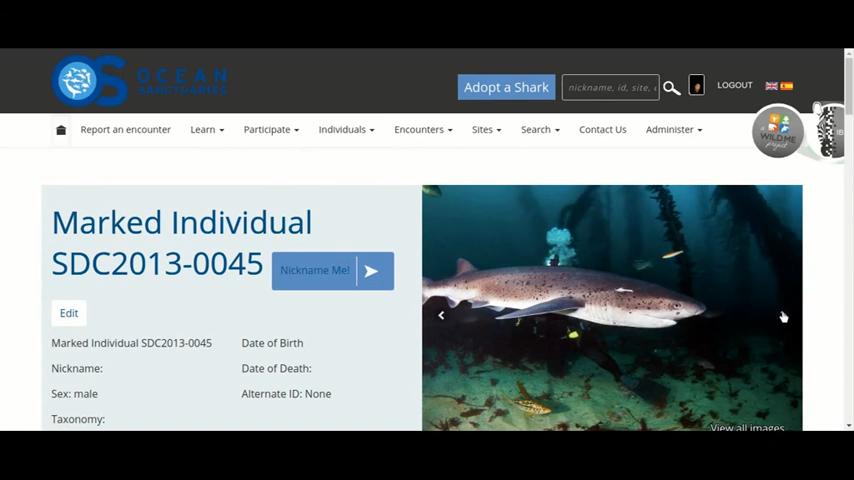 OCEAN
SANCTUARIES
Adopt a Shark
nickname, id, site,
LOGOUT
Report an encounter
Learn
Participate
Individuals
Encounters
Sites
Search
Contact Us
Administer
a
WILD ME
project
IB
Marked Individual
SDC2013-0045
Nickname Me!
Edit
Marked Individual SDC2013-0045
Date of Birth
Nickname:
Date of Death:
Sex: male
Alternate ID: None
Taxonomy:
View all images